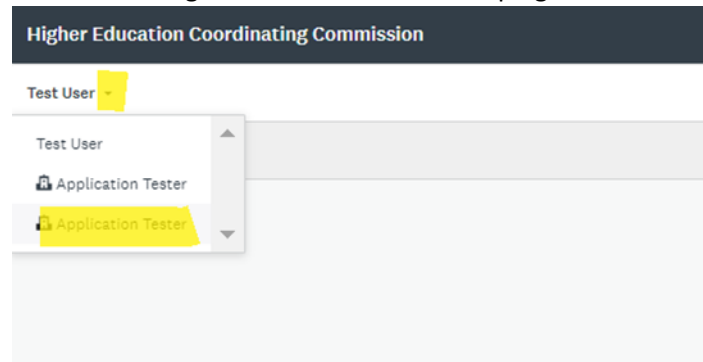 Higher Education Coordinating Commission
Test User
Test User
Application Tester
Application Tester